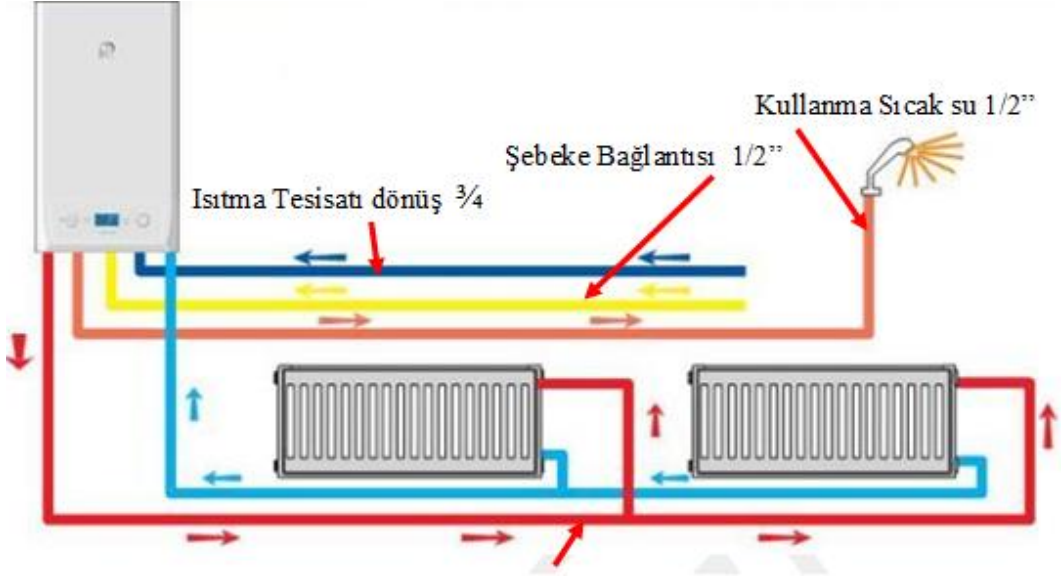 Kullanma Sıcak su 1/2”
Şebeke Bağlantısı 1/2”
Isıtma Tesisatı dönüş ¾